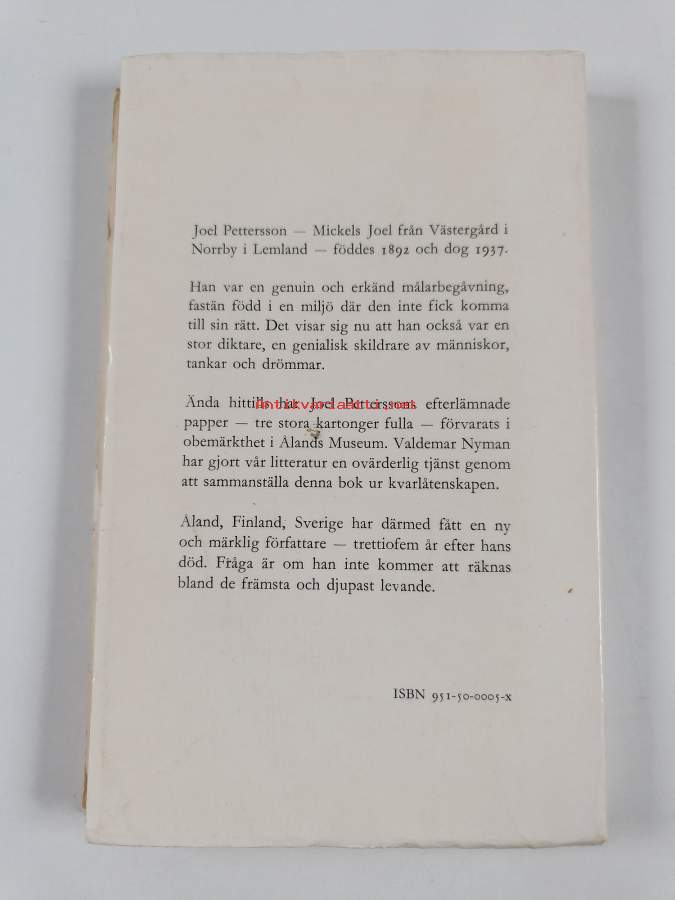 Joel Pettersson — Mickels Joel från Västergård i
Norrby i Lemland — föddes 1892 och dog 1937.
Han var en genuin och erkänd målarbegåvning,
fastän född i en miljö där den inte fick komma
till sin rätt. Det visar sig nu att han också var en
stor diktare, en genialisk skildrare av människor,
tankar och drömmar.
Ända hittills har Joel Petterssons efterlämnade
antikvariaatti.net
papper — tre stora kartonger fulla — förvarats i
obemärkthet i Ålands Museum. Valdemar Nyman
har gjort vår litteratur en ovärderlig tjänst genom
att sammanställa denna bok ur kvarlåtenskapen.
Åland, Finland, Sverige har därmed fått en ny
och märklig författare — trettiofem år efter hans
död. Fråga är om han inte kommer att räknas
bland de främsta och djupast levande.
ISBN 951-50-0005-x